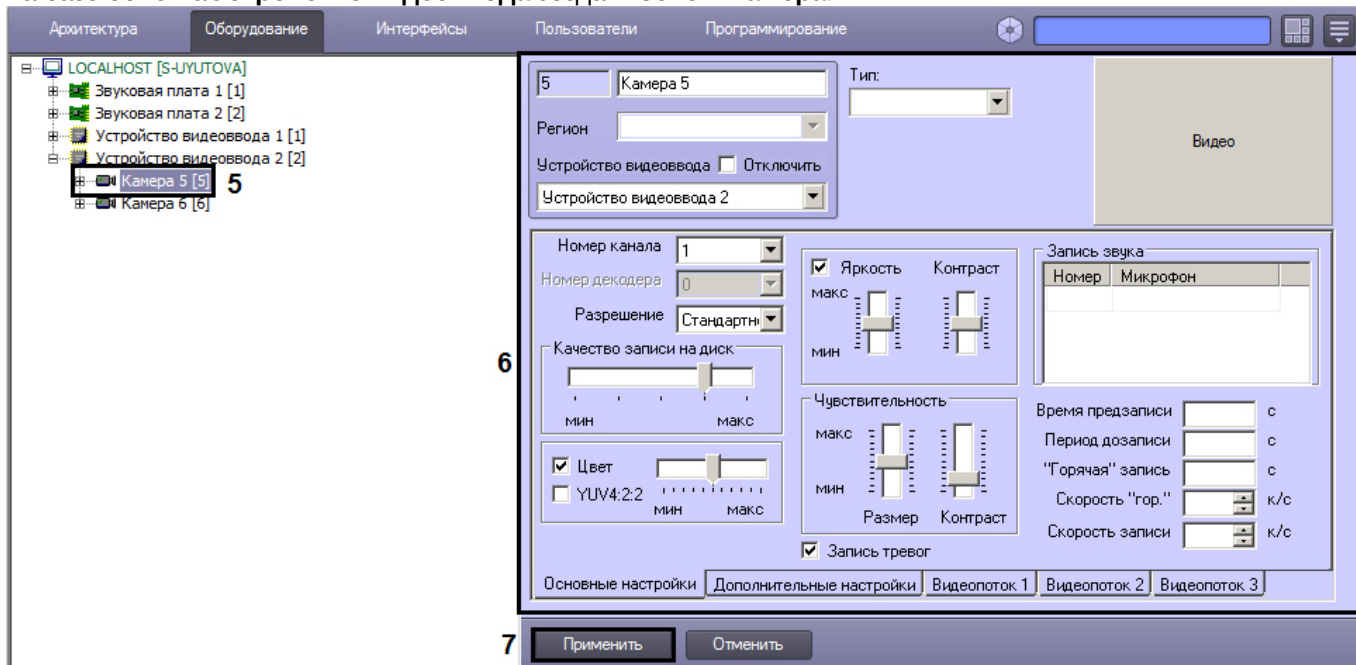 Архитектура Оборудование Интерфейсы Пользователи Программирование
LOCALHOST [S-UYUTOVA]
Звуковая плата 1 [1]
Звуковая плата 2 [2]
Устройство видеоввода 1 [1]
Устройство видеоввода 2 [2]
Камера 5 [5] 5
Камера 6 [6]
5 Камера 5 Тип:
Регион
Устройство видеоввода Отключить
Устройство видеоввода 2
Видео
6
Номер канала 1
Номер декодера 0
Разрешение Стандартн
Качество записи на диск
мин макс
Цвет
YUV4:2:2
мин макс
Яркость Контраст
макс
мин
Чувствительность
макс
мин
Размер Контраст
Запись тревог
Запись звука
Номер Микрофон
Время предзаписи с
Период дозаписи с
"Горячая" запись с
Скорость "гор." к/с
Скорость записи к/с
Основные настройки Дополнительные настройки Видеопоток 1 Видеопоток 2 Видеопоток 3
7 Применить Отменить